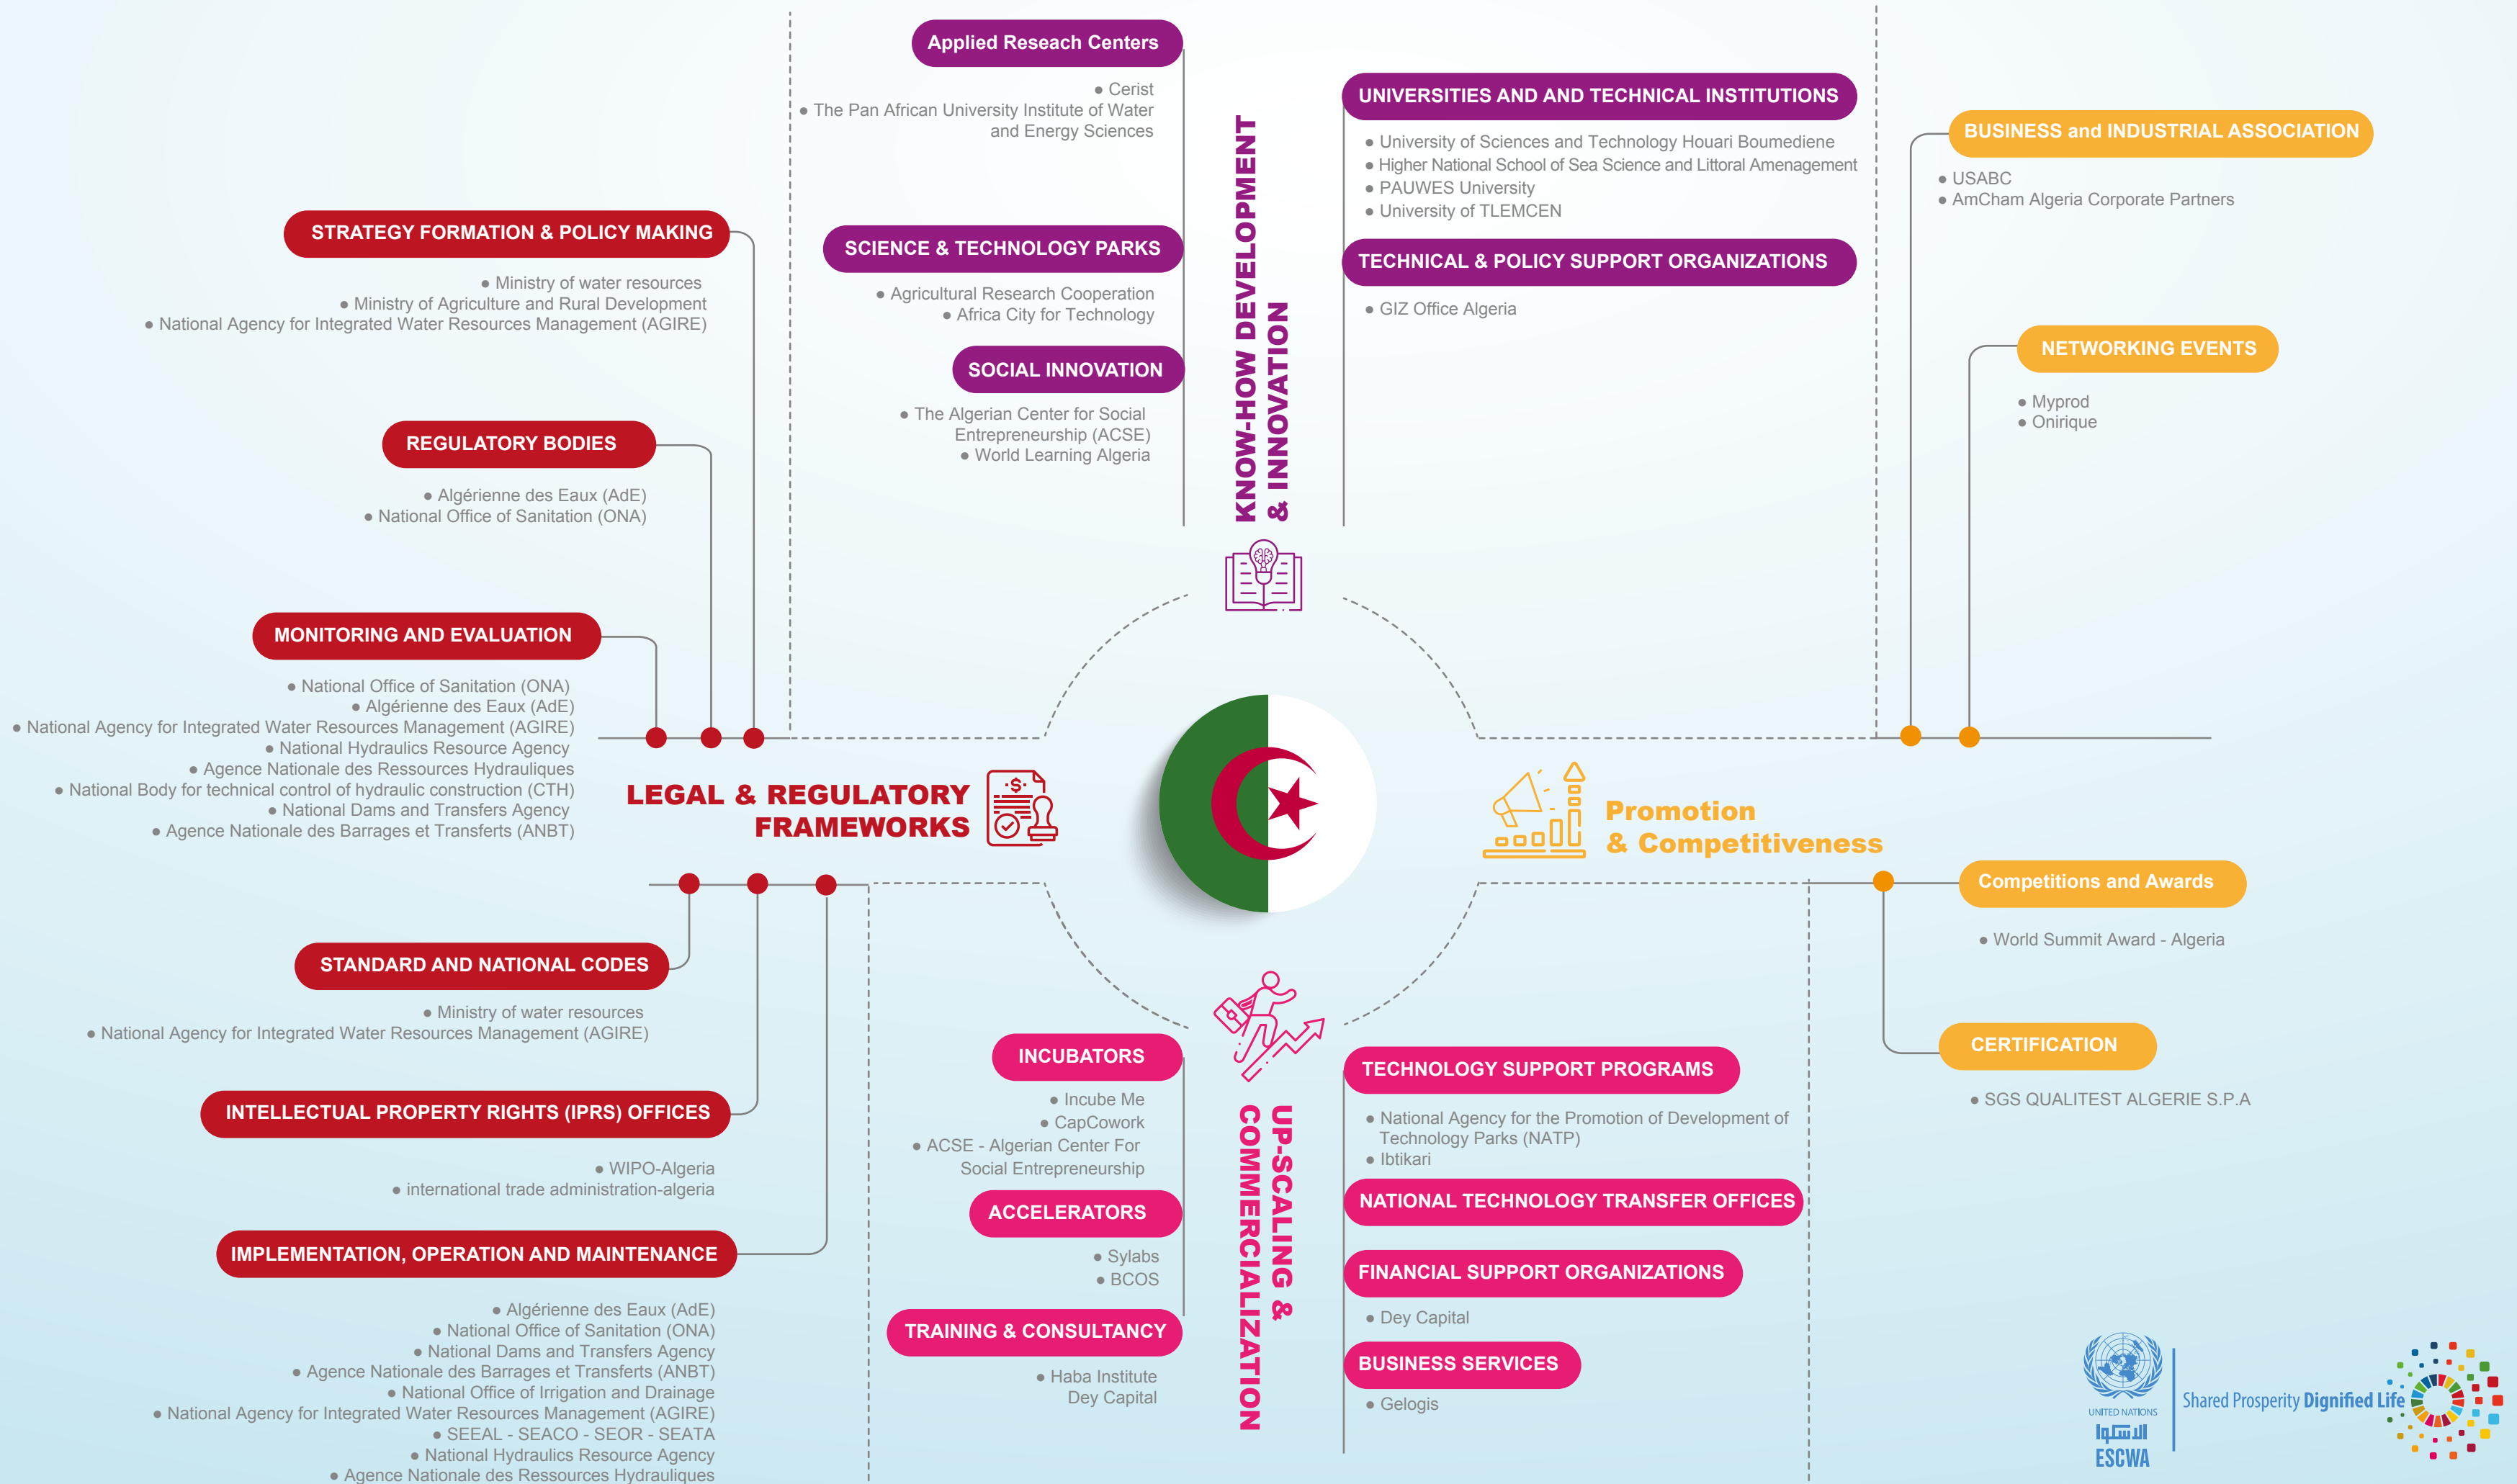 Applied Reseach Centers
● Cerist
● The Pan African University Institute of Water
and Energy Sciences
SCIENCE & TECHNOLOGY PARKS
● Agricultural Research Cooperation
● Africa City for Technology
SOCIAL INNOVATION
● The Algerian Center for Social
Entrepreneurship (ACSE)
● World Learning Algeria
KNOW-HOW DEVELOPMENT
& INNOVATION
UNIVERSITIES AND AND TECHNICAL INSTITUTIONS
● University of Sciences and Technology Houari Boumediene
● Higher National School of Sea Science and Littoral Amenagement
● PAUWES University
● University of TLEMCEN
TECHNICAL & POLICY SUPPORT ORGANIZATIONS
● GIZ Office Algeria
BUSINESS and INDUSTRIAL ASSOCIATION
● USABC
● AmCham Algeria Corporate Partners
NETWORKING EVENTS
● Myprod
● Onirique
STRATEGY FORMATION & POLICY MAKING
● Ministry of water resources
● Ministry of Agriculture and Rural Development
● National Agency for Integrated Water Resources Management (AGIRE)
REGULATORY BODIES
● Algérienne des Eaux (AdE)
● National Office of Sanitation (ONA)
MONITORING AND EVALUATION
● National Office of Sanitation (ONA)
● Algérienne des Eaux (AdE)
● National Agency for Integrated Water Resources Management (AGIRE)
● National Hydraulics Resource Agency
● Agence Nationale des Ressources Hydrauliques
● National Body for technical control of hydraulic construction (CTH)
● National Dams and Transfers Agency
● Agence Nationale des Barrages et Transferts (ANBT)
LEGAL & REGULATORY
FRAMEWORKS
$
Promotion
& Competitiveness
STANDARD AND NATIONAL CODES
● Ministry of water resources
● National Agency for Integrated Water Resources Management (AGIRE)
INTELLECTUAL PROPERTY RIGHTS (IPRS) OFFICES
● WIPO-Algeria
● international trade administration-algeria
IMPLEMENTATION, OPERATION AND MAINTENANCE
● Algérienne des Eaux (AdE)
● National Office of Sanitation (ONA)
● National Dams and Transfers Agency
● Agence Nationale des Barrages et Transferts (ANBT)
● National Office of Irrigation and Drainage
● National Agency for Integrated Water Resources Management (AGIRE)
● SEEAL - SEACO - SEOR - SEATA
● National Hydraulics Resource Agency
● Agence Nationale des Ressources Hydrauliques
INCUBATORS
● Incube Me
● CapCowork
● ACSE - Algerian Center For
Social Entrepreneurship
ACCELERATORS
● Sylabs
● BCOS
TRAINING & CONSULTANCY
● Haba Institute
Dey Capital
UP-SCALING &
COMMERCIALIZATION
TECHNOLOGY SUPPORT PROGRAMS
● National Agency for the Promotion of Development of
Technology Parks (NATP)
● Ibtikari
NATIONAL TECHNOLOGY TRANSFER OFFICES
FINANCIAL SUPPORT ORGANIZATIONS
● Dey Capital
BUSINESS SERVICES
● Gelogis
Competitions and Awards
● World Summit Award - Algeria
CERTIFICATION
● SGS QUALITEST ALGERIE S.P.A
UNITED NATIONS
الاسكوا
ESCWA
Shared Prosperity Dignified Life